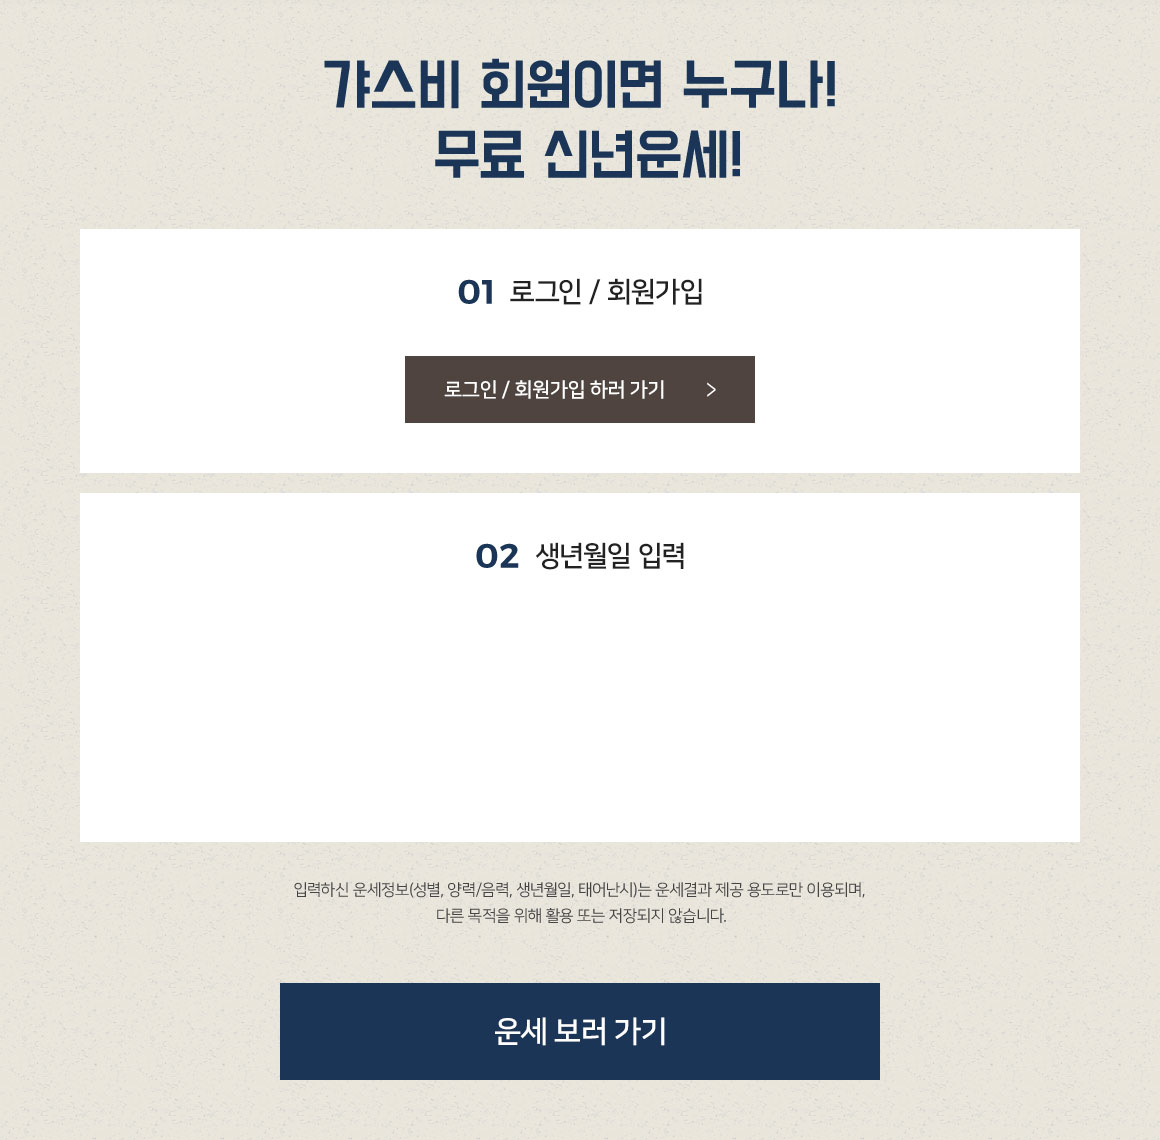 갸스비 회원이면 누구나!
무료 신년운세!
01 로그인 / 회원가입
로그인 / 회원가입 하러 가기 >
02 생년월일 입력
입력하신 운세정보(성별, 양력/음력, 생년월일, 태어난시)는 운세결과 제공 용도로만 이용되며,
다른 목적을 위해 활용 또는 저장되지 않습니다.
운세 보러 가기